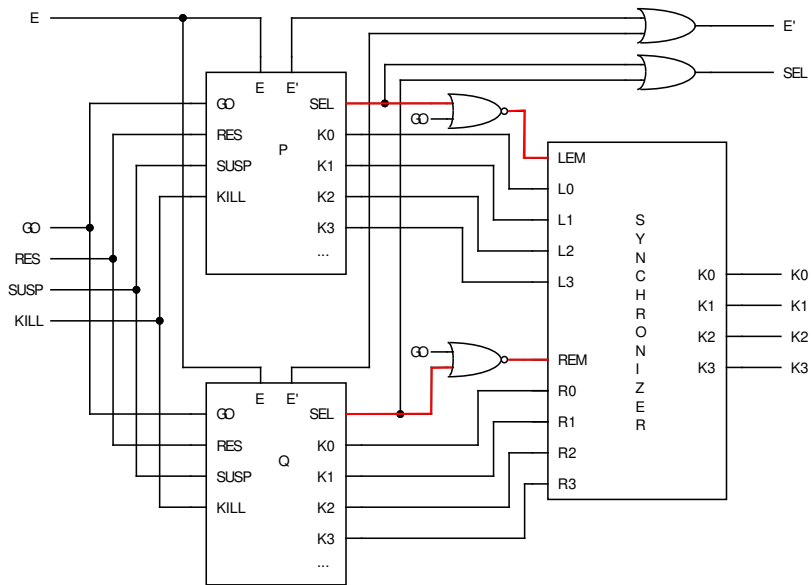 E
E'
SEL
E E'
GO
SEL
RES
K0
SUSP
P
K1
KILL
K2
K3
...
GO
GO
RES
SUSP
KILL
LEM
L0
L1
L2
L3
SYNCHRONIZER
K0
K0
K1
K1
K2
K2
K3
K3
GO
REM
R0
R1
R2
R3
E E'
GO
SEL
RES
K0
Q
SUSP
K1
KILL
K2
K3
...